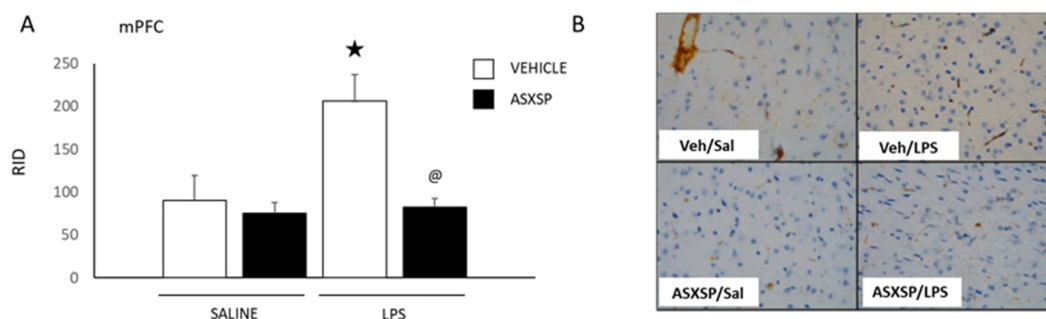 A
mPFC
250
200
150
100
50
0
RID
★
@
VEHICLE
ASXSP
SALINE
LPS
B
Veh/Sal
Veh/LPS
ASXSP/Sal
ASXSP/LPS